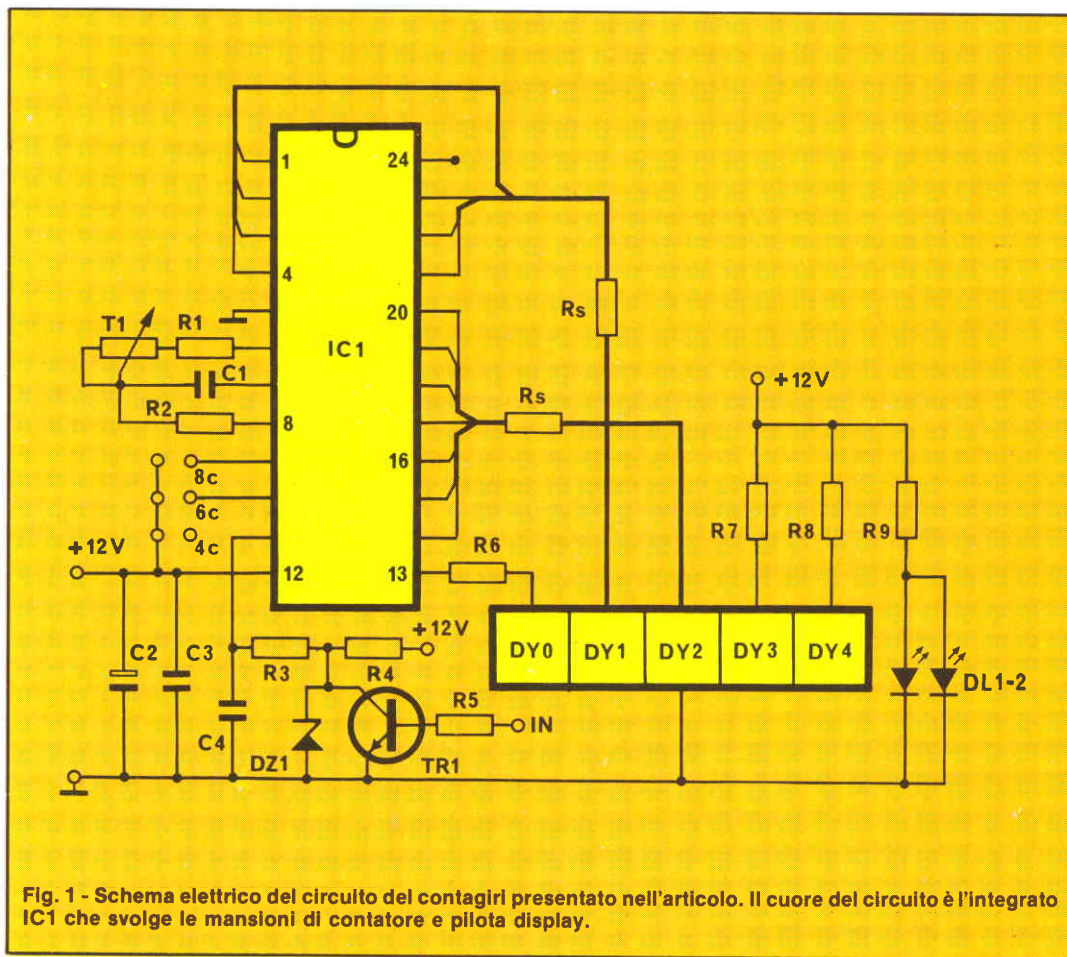 1
24
4
20
T1
R1
IC1
Rs
C1
R2
8
Rs
+12V
16
8c
6c
4c
+12V
R7
R8
R9
12
13
R6
+12V
DY0
DY1
DY2
DY3
DY4
C2
C3
R3
R4
DL1-2
R5
IN
C4
DZ1
TR1
Fig. 1 - Schema elettrico del circuito del contagiri presentato nell'articolo. Il cuore del circuito è l'integrato
IC1 che svolge le mansioni di contatore e pilota display.